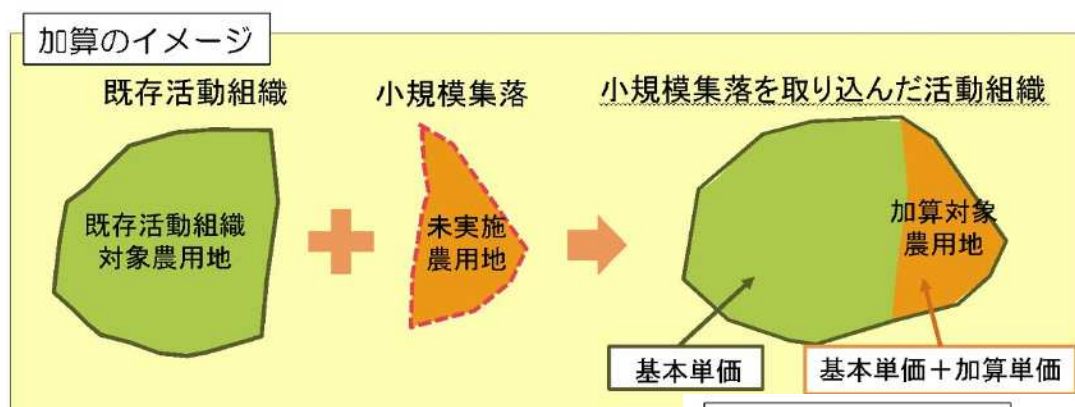 加算のイメージ
既存活動組織
小規模集落
小規模集落を取り込んだ活動組織
既存活動組織
対象農用地
未実施
農用地
加算対象
農用地
基本単価
基本単価＋加算単価